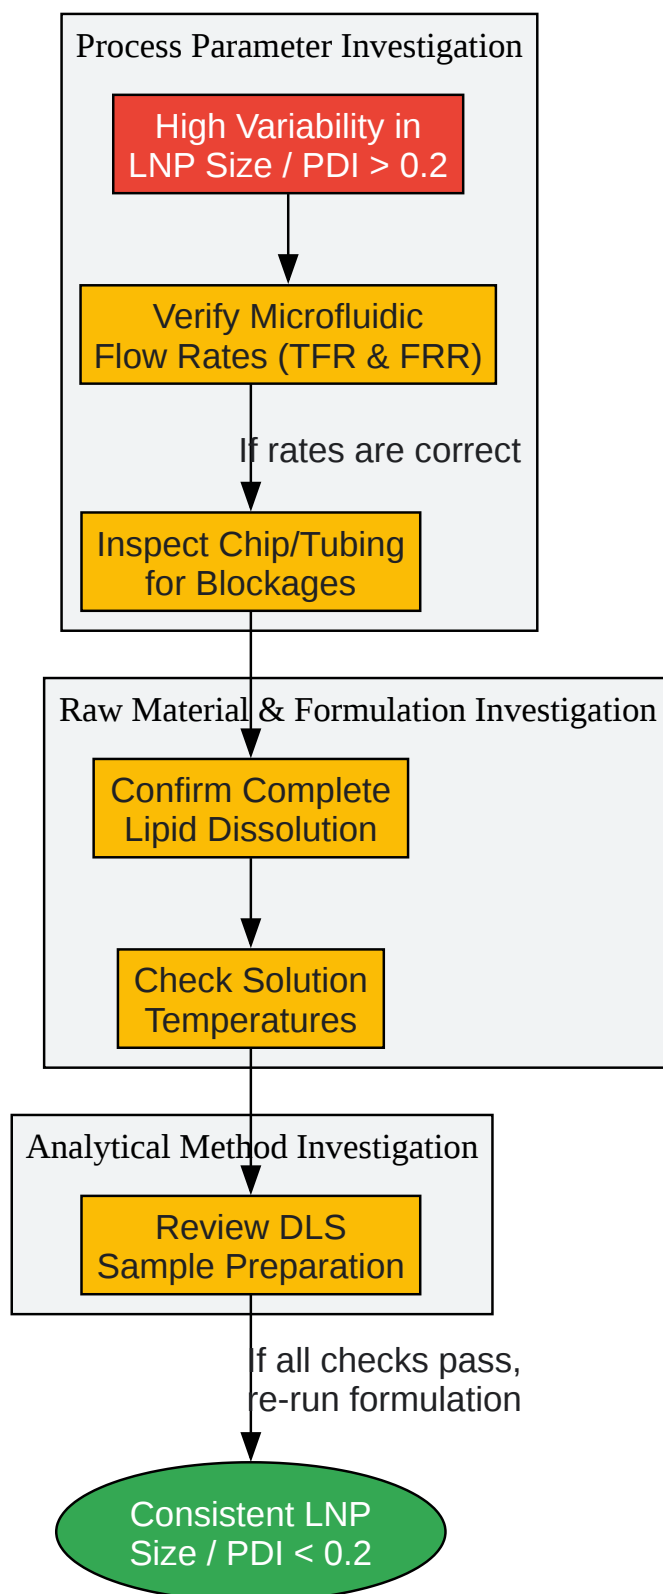 Process Parameter Investigation
High Variability in
LNP Size / PDI > 0.2
Verify Microfluidic
Flow Rates (TFR & FRR)
If rates are correct
Inspect Chip/Tubing
for Blockages
Raw Material & Formulation Investigation
Confirm Complete
Lipid Dissolution
Check Solution
Temperatures
Analytical Method Investigation
Review DLS
Sample Preparation
If all checks pass,
re-run formulation
Consistent LNP
Size / PDI < 0.2